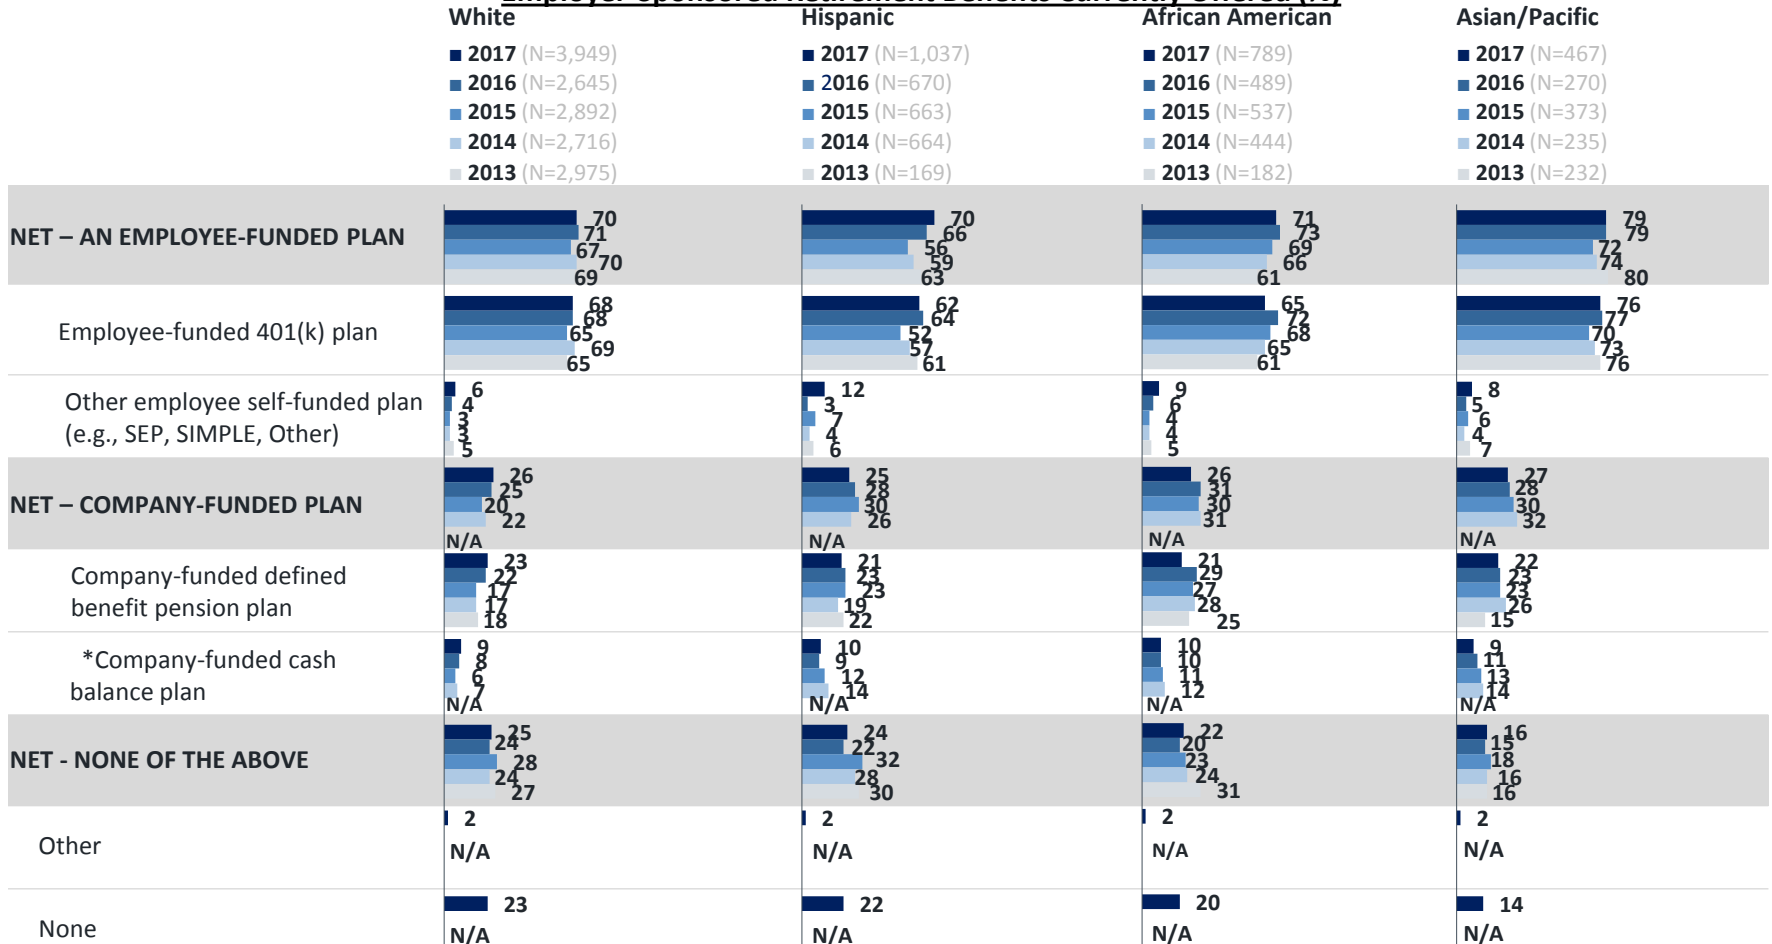 Employer-Sponsored Retirement Benefits Currently Offered (%)
White Hispanic African American Asian/Pacific
2017 (N=3,949) 2017 (N=1,037) 2017 (N=789) 2017 (N=467)
2016 (N=2,645) 2016 (N=670) 2016 (N=489) 2016 (N=270)
2015 (N=2,892) 2015 (N=663) 2015 (N=537) 2015 (N=373)
2014 (N=2,716) 2014 (N=664) 2014 (N=444) 2014 (N=235)
2013 (N=2,975) 2013 (N=169) 2013 (N=182) 2013 (N=232)
NET – AN EMPLOYEE-FUNDED PLAN
70 70 71 79
71 66 73 79
67 56 69 72
70 59 66 74
69 63 61 80
Employee-funded 401(k) plan
68 62 65 76
68 64 72 77
65 52 68 70
69 57 65 73
65 61 61 76
Other employee self-funded plan
(e.g., SEP, SIMPLE, Other)
6 12 9 8
4 3 6 5
3 7 4 6
3 4 4 4
5 6 5 7
NET – COMPANY-FUNDED PLAN
26 25 26 27
25 28 31 28
20 30 30 30
22 26 31 32
N/A N/A N/A N/A
Company-funded defined
benefit pension plan
23 21 21 22
22 23 29 23
17 23 27 23
17 19 28 26
18 22 25 15
*Company-funded cash
balance plan
9 10 10 9
8 9 10 11
6 12 11 13
7 14 12 14
N/A N/A N/A N/A
NET - NONE OF THE ABOVE
25 24 22 16
24 22 20 15
28 32 23 18
24 28 24 16
27 30 31 16
Other
2 2 2 2
N/A N/A N/A N/A
None
23 22 20 14
N/A N/A N/A N/A